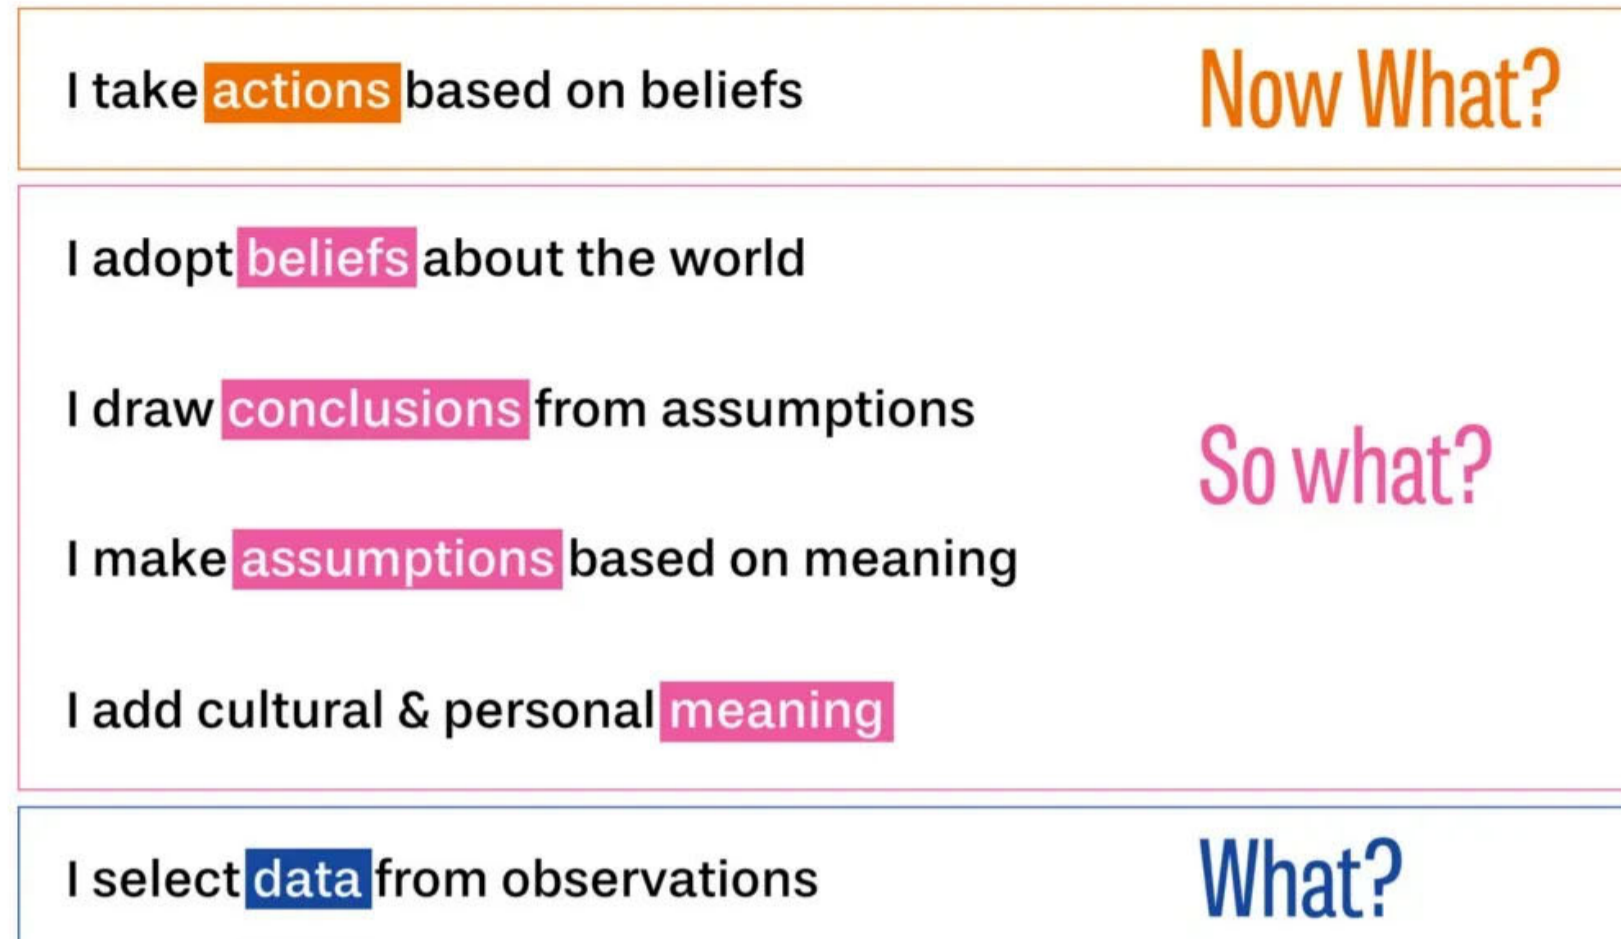 I take actions based on beliefs
Now What?
I adopt beliefs about the world
I draw conclusions from assumptions
So what?
I make assumptions based on meaning
I add cultural & personal meaning
I select data from observations
What?